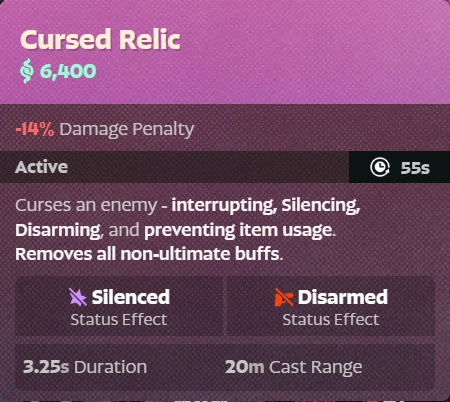 Cursed Relic
6,400
-14% Damage Penalty
Active 55s
Curses an enemy - interrupting, Silencing,
Disarming, and preventing item usage.
Removes all non-ultimate buffs.
Silenced Disarmed
Status Effect Status Effect
3.25s Duration 20m Cast Range